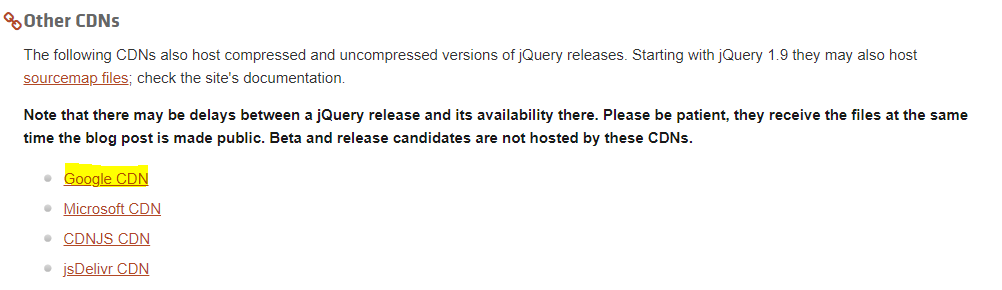 Other CDNs
The following CDNs also host compressed and uncompressed versions of jQuery releases. Starting with jQuery 1.9 they may also host
sourcemap files; check the site's documentation.
Note that there may be delays between a jQuery release and its availability there. Please be patient, they receive the files at the same
time the blog post is made public. Beta and release candidates are not hosted by these CDNs.
Google CDN
Microsoft CDN
CDNJS CDN
jsDelivr CDN